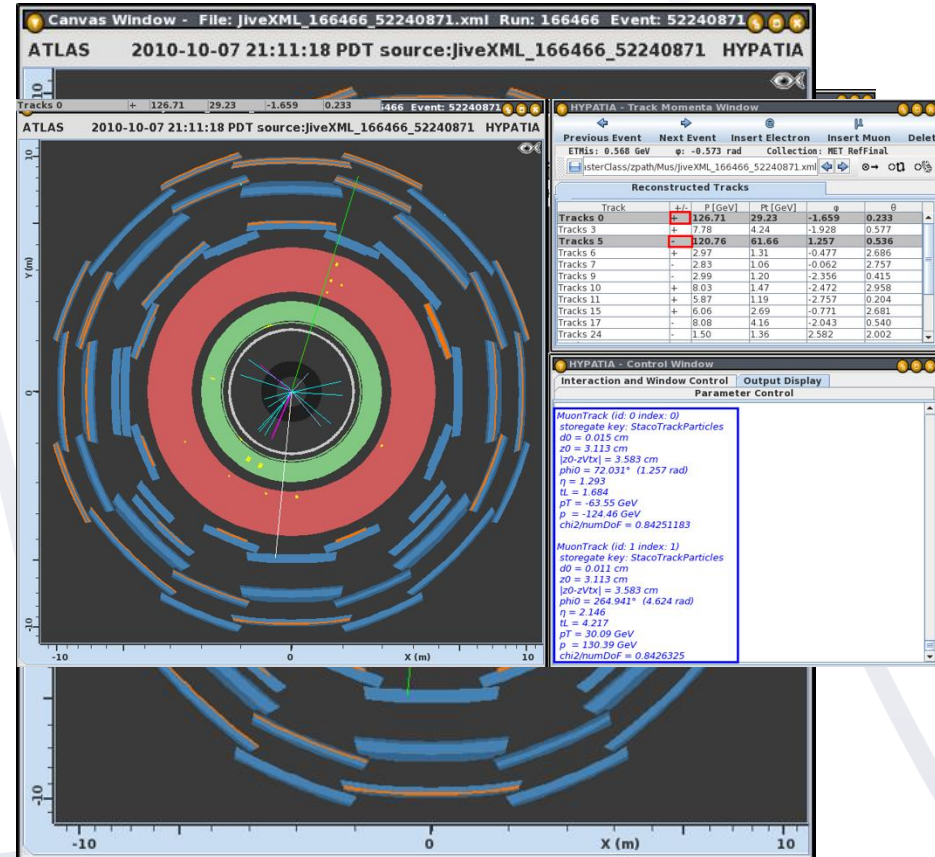 Canvas Window - File: JiveXML_166466_52240871.xml Run: 166466 Event: 52240871
ATLAS 2010-10-07 21:11:18 PDT source:JiveXML_166466_52240871 HYPATIA
10
Tracks 0 + 126.71 29.23 -1.659 0.233
466 Event: 52240871
ATLAS 2010-10-07 21:11:18 PDT source:JiveXML_166466_52240871 HYPATIA
10
Y (m)
0
-10
-10 0 X (m) 10
HYPATIA - Track Momenta Window
Previous Event Next Event Insert Electron Insert Muon Delet
ETMis: 0.568 GeV φ: -0.573 rad Collection: MET RefFinal
isterClass/zpath/Mus/JiveXML_166466_52240871.xml
Reconstructed Tracks
Track +/- P [GeV] Pt [GeV] φ θ
Tracks 0 + 126.71 29.23 -1.659 0.233
Tracks 3 + 7.78 4.24 -1.928 0.577
Tracks 5 - 120.76 61.66 1.257 0.536
Tracks 6 + 2.97 1.31 -0.477 2.686
Tracks 7 - 2.83 1.06 -0.062 2.757
Tracks 9 - 2.99 1.20 -2.356 0.415
Tracks 10 + 8.03 1.47 -2.472 2.958
Tracks 11 + 5.87 1.19 -2.757 0.204
Tracks 15 + 6.06 2.69 -0.771 2.681
Tracks 17 - 8.08 4.16 -2.043 0.540
Tracks 24 - 1.50 1.36 2.582 2.002
HYPATIA - Control Window
Interaction and Window Control Output Display
Parameter Control
MuonTrack (id: 0 index: 0)
storegate key: StacoTrackParticles
d0 = 0.015 cm
z0 = 3.113 cm
|z0-zVtx| = 3.583 cm
phi0 = 72.031° (1.257 rad)
η = 1.293
tL = 1.684
pT = -63.55 GeV
p = -124.46 GeV
chi2/numDoF = 0.84251183
MuonTrack (id: 1 index: 1)
storegate key: StacoTrackParticles
d0 = 0.011 cm
z0 = 3.113 cm
|z0-zVtx| = 3.583 cm
phi0 = 264.941° (4.624 rad)
η = 2.146
tL = 4.217
pT = 30.09 GeV
p = 130.39 GeV
chi2/numDoF = 0.8426325
-10
-10 0 X (m) 10